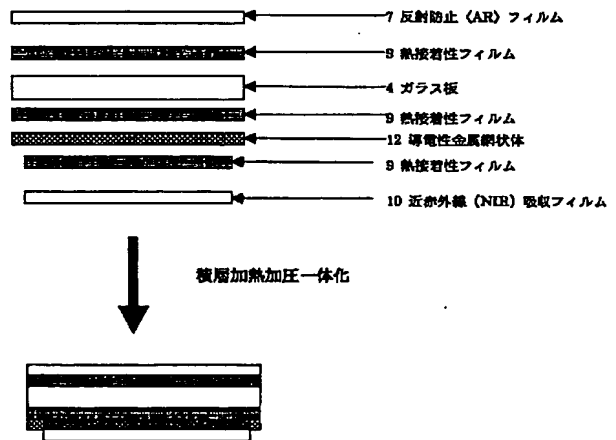 7 反射防止（AR）フィルム
8 熱接着性フィルム
4 ガラス板
9 熱接着性フィルム
12 導電性金属網状体
9 熱接着性フィルム
10 近赤外線（NIR）吸収フィルム
積層加熱加圧一体化